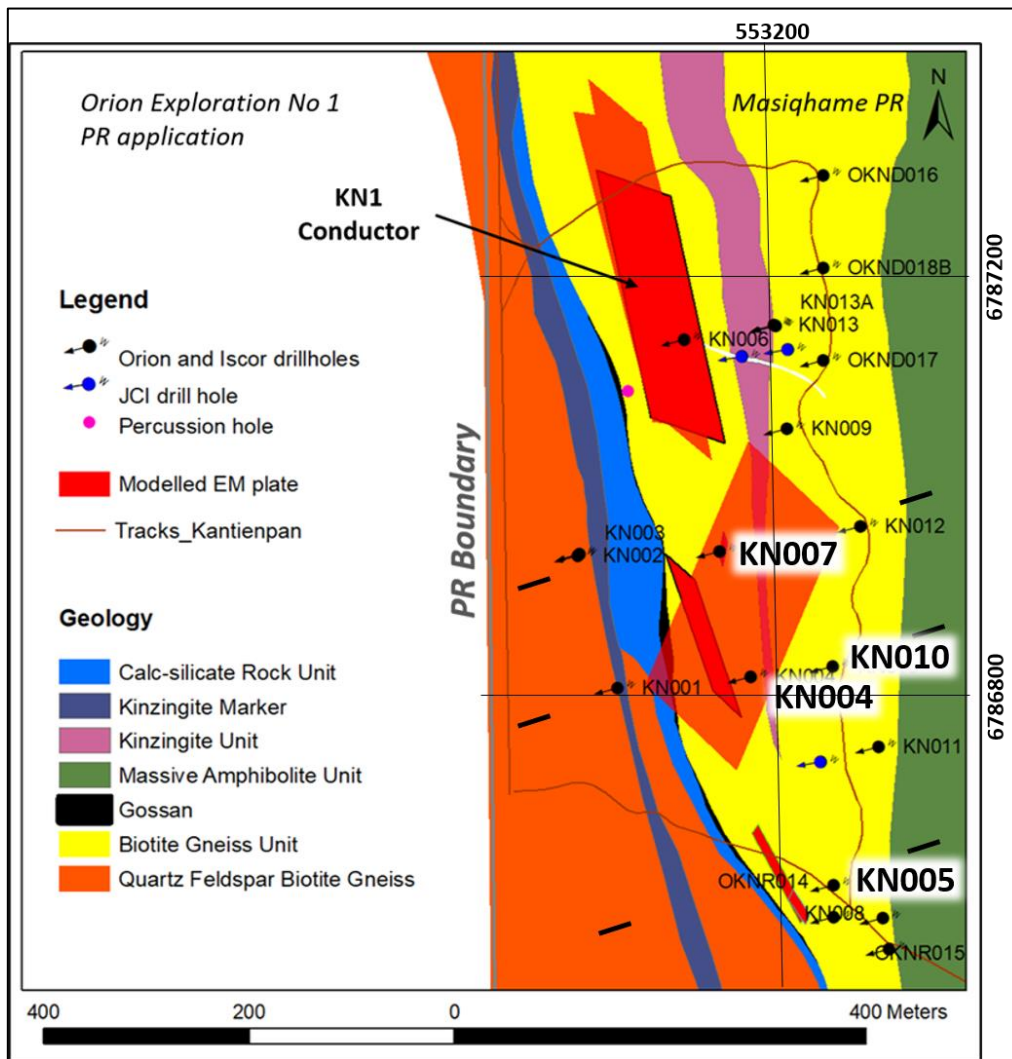 553200
Orion Exploration No 1
PR application
Masiqhame PR
N
KN1
Conductor
OKND016
OKND018B
6787200
Legend
Orion and Iscor drillholes
JCI drill hole
Percussion hole
Modelled EM plate
Tracks_Kantienpan
KN013A
KN013
KN006
OKND017
KN009
PR Boundary
KN012
KN003
KN002
KN007
KN010
KN004
KN004
KN001
6786800
KN011
Geology
Calc-silicate Rock Unit
Kinzingite Marker
Kinzingite Unit
Massive Amphibolite Unit
Gossan
Biotite Gneiss Unit
Quartz Feldspar Biotite Gneiss
OKNR014
KN005
KN008
OKNR015
400 200 0 400 Meters